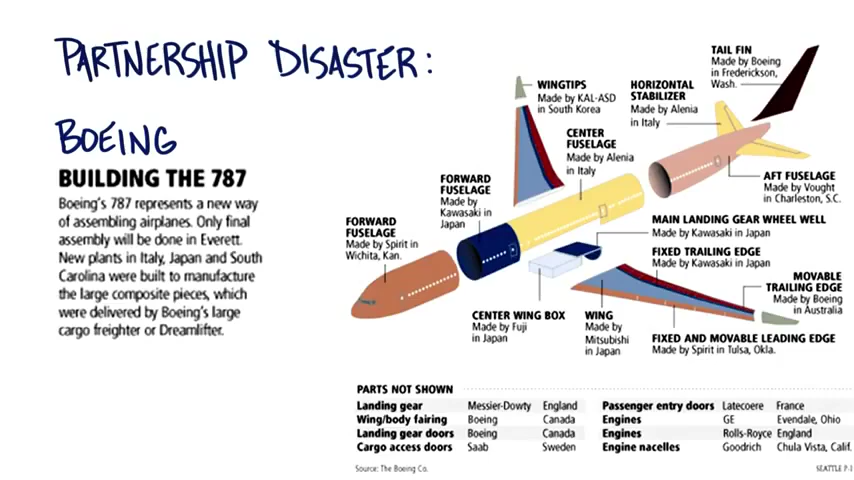 PARTNERSHIP DISASTER:
BOEING
BUILDING THE 787
Boeing's 787 represents a new way
of assembling airplanes. Only final
assembly will be done in Everett.
New plants in Italy, Japan and South
Carolina were built to manufacture
the large composite pieces, which
were delivered by Boeing's large
cargo freighter or Dreamlifter.
FORWARD
FUSELAGE
Made by Spirit in
Wichita, Kan.
FORWARD
FUSELAGE
Made by
Kawasaki in
Japan
WINGTIPS
Made by KAL-ASD
in South Korea
CENTER
FUSELAGE
Made by Alenia
in Italy
HORIZONTAL
STABILIZER
Made by Alenia
in Italy
TAIL FIN
Made by Boeing
in Frederickson,
Wash.
AFT FUSELAGE
Made by Vought
in Charleston, S.C.
MAIN LANDING GEAR WHEEL WELL
Made by Kawasaki in Japan
FIXED TRAILING EDGE
Made by Kawasaki in Japan
MOVABLE
TRAILING EDGE
Made by Boeing
in Australia
CENTER WING BOX
Made by Fuji
in Japan
WING
Made by
Mitsubishi
in Japan
FIXED AND MOVABLE LEADING EDGE
Made by Spirit in Tulsa, Okla.
PARTS NOT SHOWN
Landing gear Messier-Dowty England Passenger entry doors Latecoere France
Wing/body fairing Boeing Canada Engines GE Evendale, Ohio
Landing gear doors Boeing Canada Engines Rolls-Royce England
Cargo access doors Saab Sweden Engine nacelles Goodrich Chula Vista, Calif.
Source: The Boeing Co. SEATTLE P-I